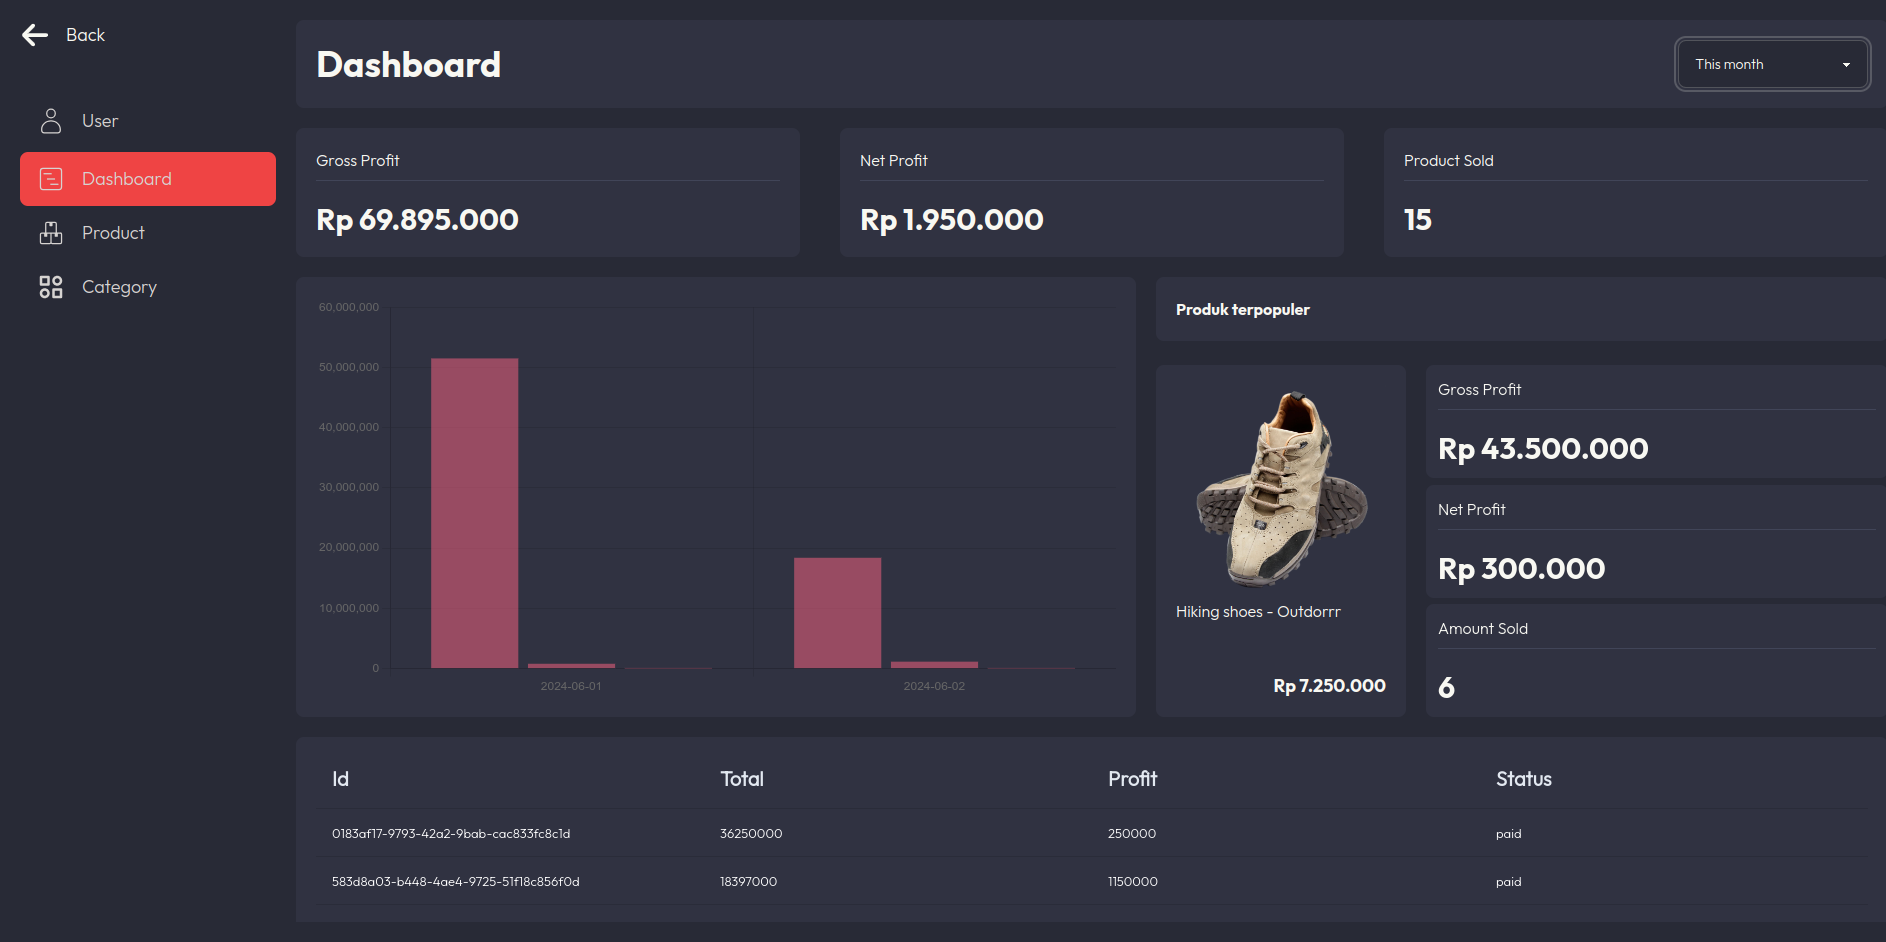 Back
User
Dashboard
Product
Category
Dashboard
This month
Gross Profit
Rp 69.895.000
Net Profit
Rp 1.950.000
Product Sold
15
60,000,000
50,000,000
40,000,000
30,000,000
20,000,000
10,000,000
0
2024-06-01
2024-06-02
Produk terpopuler
Hiking shoes - Outdorrr
Rp 7.250.000
Gross Profit
Rp 43.500.000
Net Profit
Rp 300.000
Amount Sold
6
Id Total Profit Status
0183af17-9793-42a2-9bab-cac833fc8c1d 36250000 250000 paid
583d8a03-b448-4ae4-9725-51f18c856f0d 18397000 1150000 paid